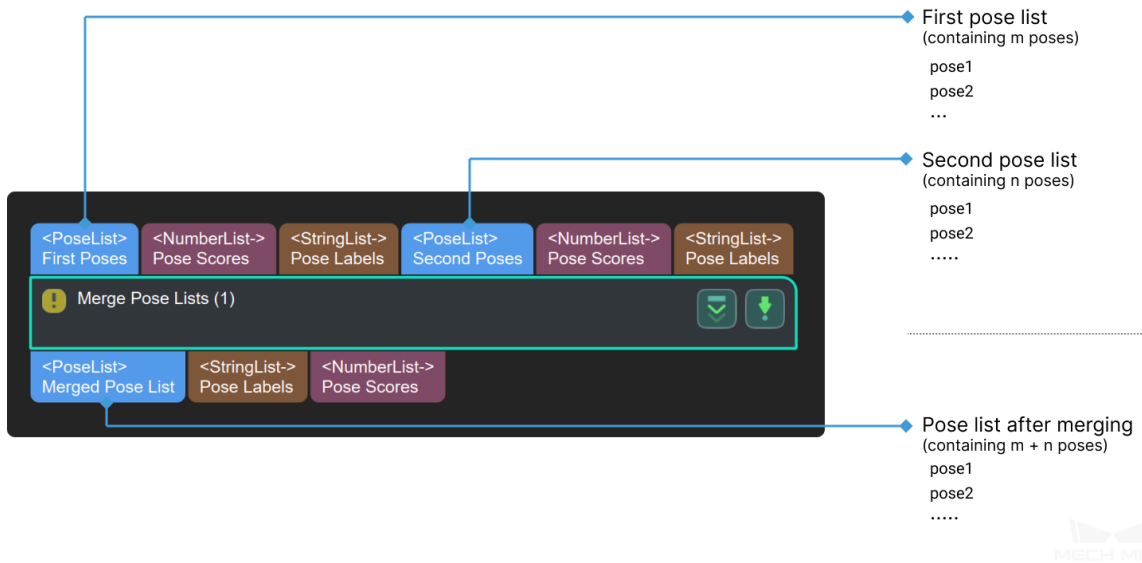 First pose list
(containing m poses)
pose1
pose2
...
Second pose list
(containing n poses)
pose1
pose2
.....
<PoseList> <NumberList-> <StringList-> <PoseList> <NumberList-> <StringList->
First Poses Pose Scores Pose Labels Second Poses Pose Scores Pose Labels
! Merge Pose Lists (1)
<PoseList> <StringList-> <NumberList->
Merged Pose List Pose Labels Pose Scores
Pose list after merging
(containing m + n poses)
pose1
pose2
.....
MECH